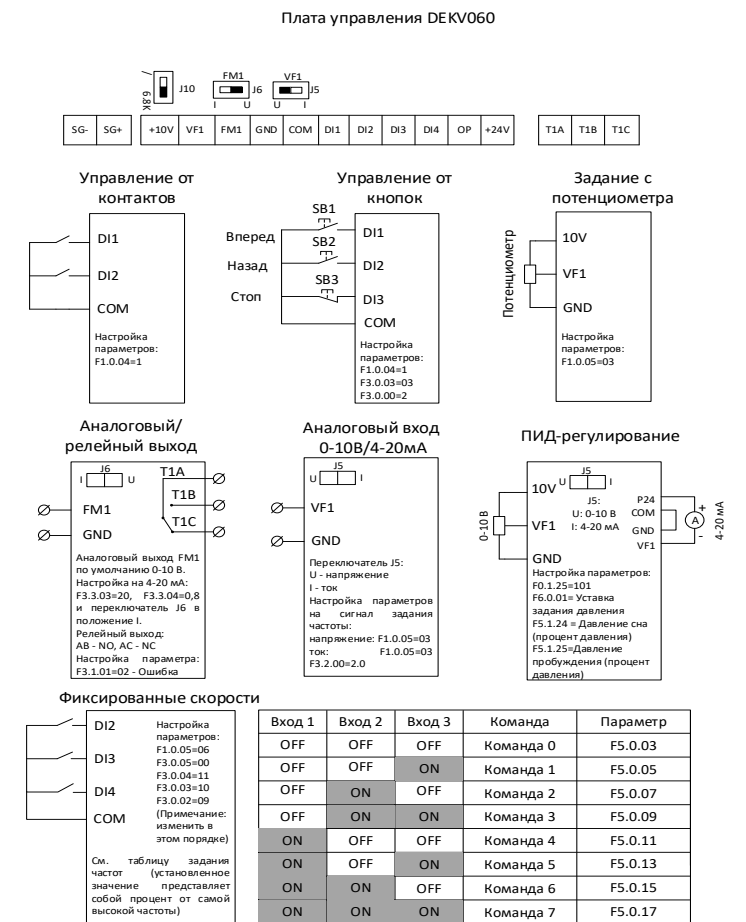 Плата управления DEKV060
6.8K / J10
FM1 J6 I U
VF1 J5 U I
SG- SG+ +10V VF1 FM1 GND COM DI1 DI2 DI3 DI4 OP +24V T1A T1B T1C
Управление от
контактов
DI1
DI2
COM
Настройка
параметров:
F1.0.04=1
Управление от
кнопок
SB1
Вперед
DI1
SB2
Назад
DI2
SB3
Стоп
DI3
COM
Настройка
параметров:
F1.0.04=1
F3.0.03=03
F3.0.00=2
Задание с
потенциометра
Потенциометр
10V
VF1
GND
Настройка
параметров:
F1.0.05=03
Аналоговый/
релейный выход
J6
I U
T1A
T1B
T1C
FM1
GND
Аналоговый выход FM1
по умолчанию 0-10 В.
Настройка на 4-20 мА:
F3.3.03=20, F3.3.04=0,8
и переключатель J6 в
положение I.
Релейный выход:
AB - NO, AC - NC
Настройка параметра:
F3.1.01=02 - Ошибка
Аналоговый вход
0-10В/4-20мА
J5
U I
VF1
GND
Переключатель J5:
U - напряжение
I - ток
Настройка параметров
на сигнал задания
частоты:
напряжение: F1.0.05=03
ток: F1.0.05=03
F3.2.00=2.0
ПИД-регулирование
J5
U I
10V
J5:
U: 0-10 В
I: 4-20 мА
0-10 В
VF1
GND
P24
COM
GND
VF1
+
A
-
4-20 мА
Настройка параметров:
F0.1.25=101
F6.0.01= Уставка
задания давления
F5.1.24 = Давление сна
(процент давления)
F5.1.25=Давление
пробуждения (процент
давления)
Фиксированные скорости
DI2
DI3
DI4
COM
Настройка
параметров:
F1.0.05=06
F3.0.05=00
F3.0.04=11
F3.0.03=10
F3.0.02=09
(Примечание:
изменить в
этом порядке)
См. таблицу задания
частот (установленное
значение представляет
собой процент от самой
высокой частоты)
Вход 1 Вход 2 Вход 3 Команда Параметр
OFF OFF OFF Команда 0 F5.0.03
OFF OFF ON Команда 1 F5.0.05
OFF ON OFF Команда 2 F5.0.07
OFF ON ON Команда 3 F5.0.09
ON OFF OFF Команда 4 F5.0.11
ON OFF ON Команда 5 F5.0.13
ON ON OFF Команда 6 F5.0.15
ON ON ON Команда 7 F5.0.17